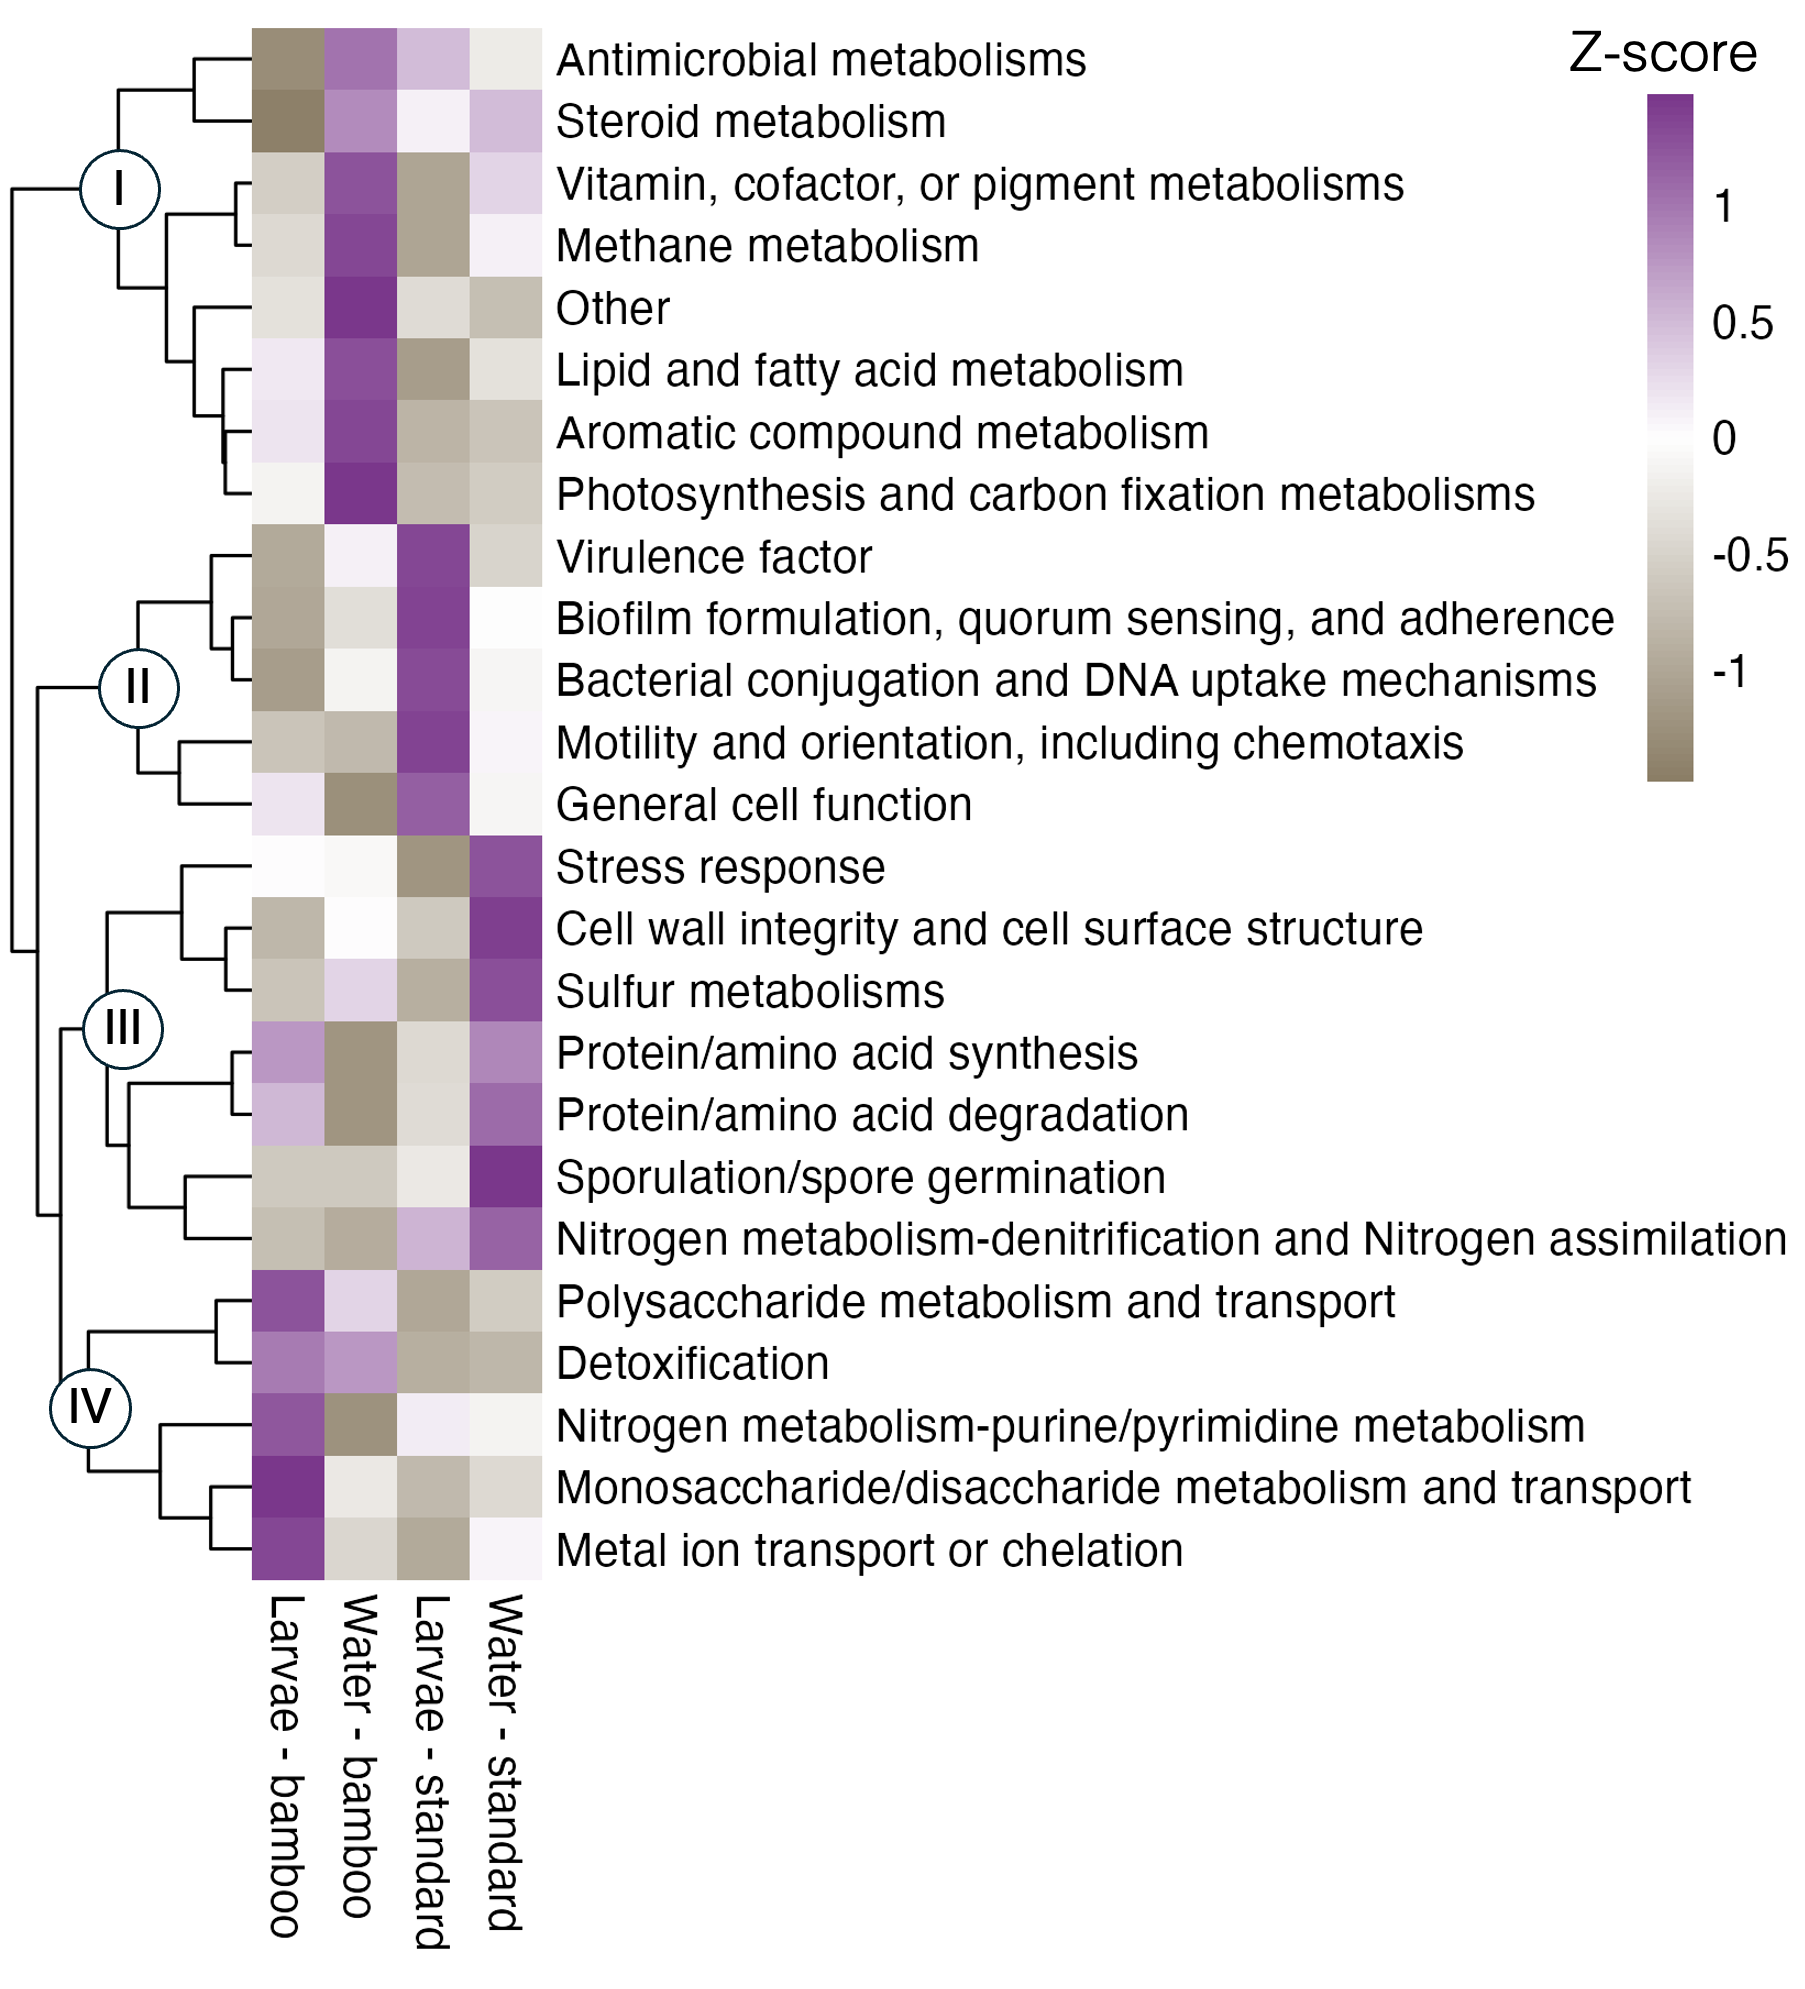 Z-score
1
0.5
0
-0.5
-1
I
II
III
IV
Antimicrobial metabolisms
Steroid metabolism
Vitamin, cofactor, or pigment metabolisms
Methane metabolism
Other
Lipid and fatty acid metabolism
Aromatic compound metabolism
Photosynthesis and carbon fixation metabolisms
Virulence factor
Biofilm formulation, quorum sensing, and adherence
Bacterial conjugation and DNA uptake mechanisms
Motility and orientation, including chemotaxis
General cell function
Stress response
Cell wall integrity and cell surface structure
Sulfur metabolisms
Protein/amino acid synthesis
Protein/amino acid degradation
Sporulation/spore germination
Nitrogen metabolism-denitrification and Nitrogen assimilation
Polysaccharide metabolism and transport
Detoxification
Nitrogen metabolism-purine/pyrimidine metabolism
Monosaccharide/disaccharide metabolism and transport
Metal ion transport or chelation
Larvae - bamboo
Water - bamboo
Larvae - standard
Water - standard